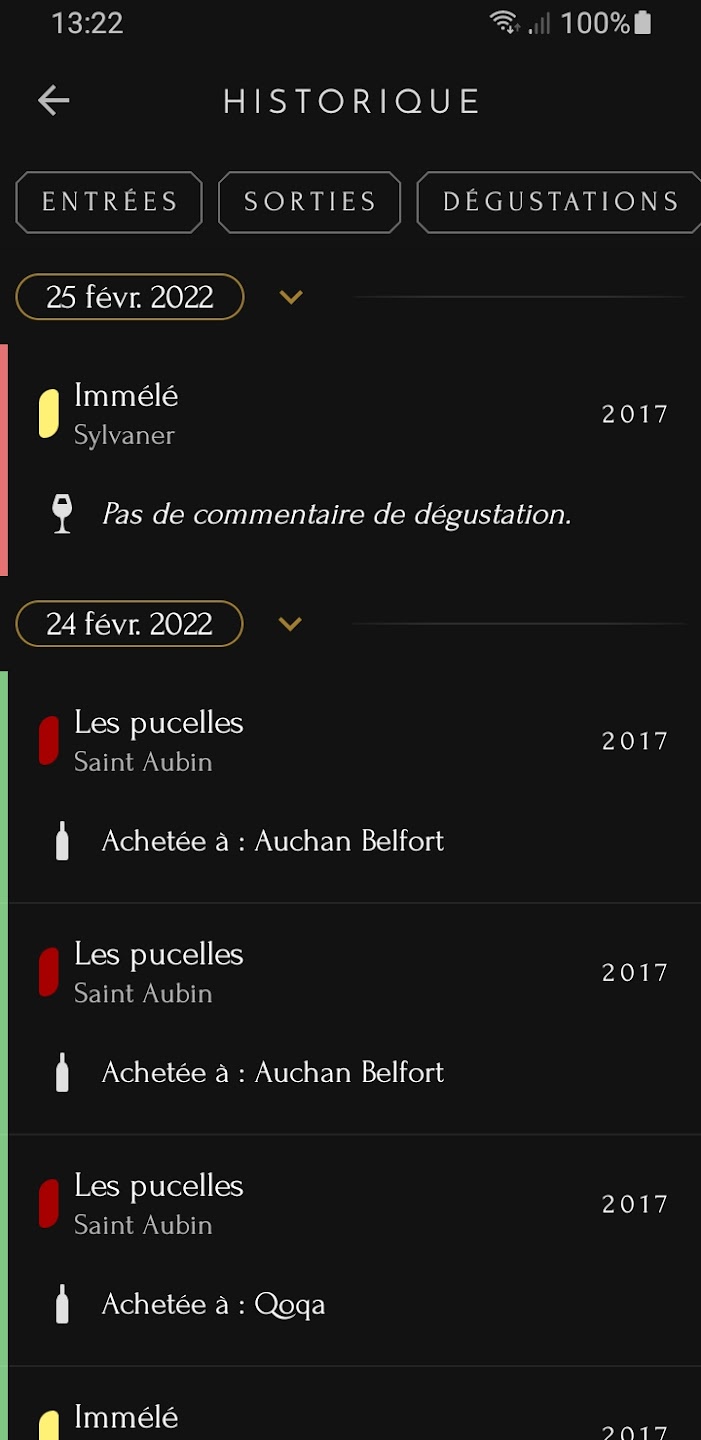 13:22
100%
HISTORIQUE
ENTRÉES SORTIES DÉGUSTATIONS
25 févr. 2022
Immélé
2017
Sylvaner
Pas de commentaire de dégustation.
24 févr. 2022
Les pucelles
2017
Saint Aubin
Achetée à : Auchan Belfort
Les pucelles
2017
Saint Aubin
Achetée à : Auchan Belfort
Les pucelles
2017
Saint Aubin
Achetée à : Qoqa
Immélé
2017